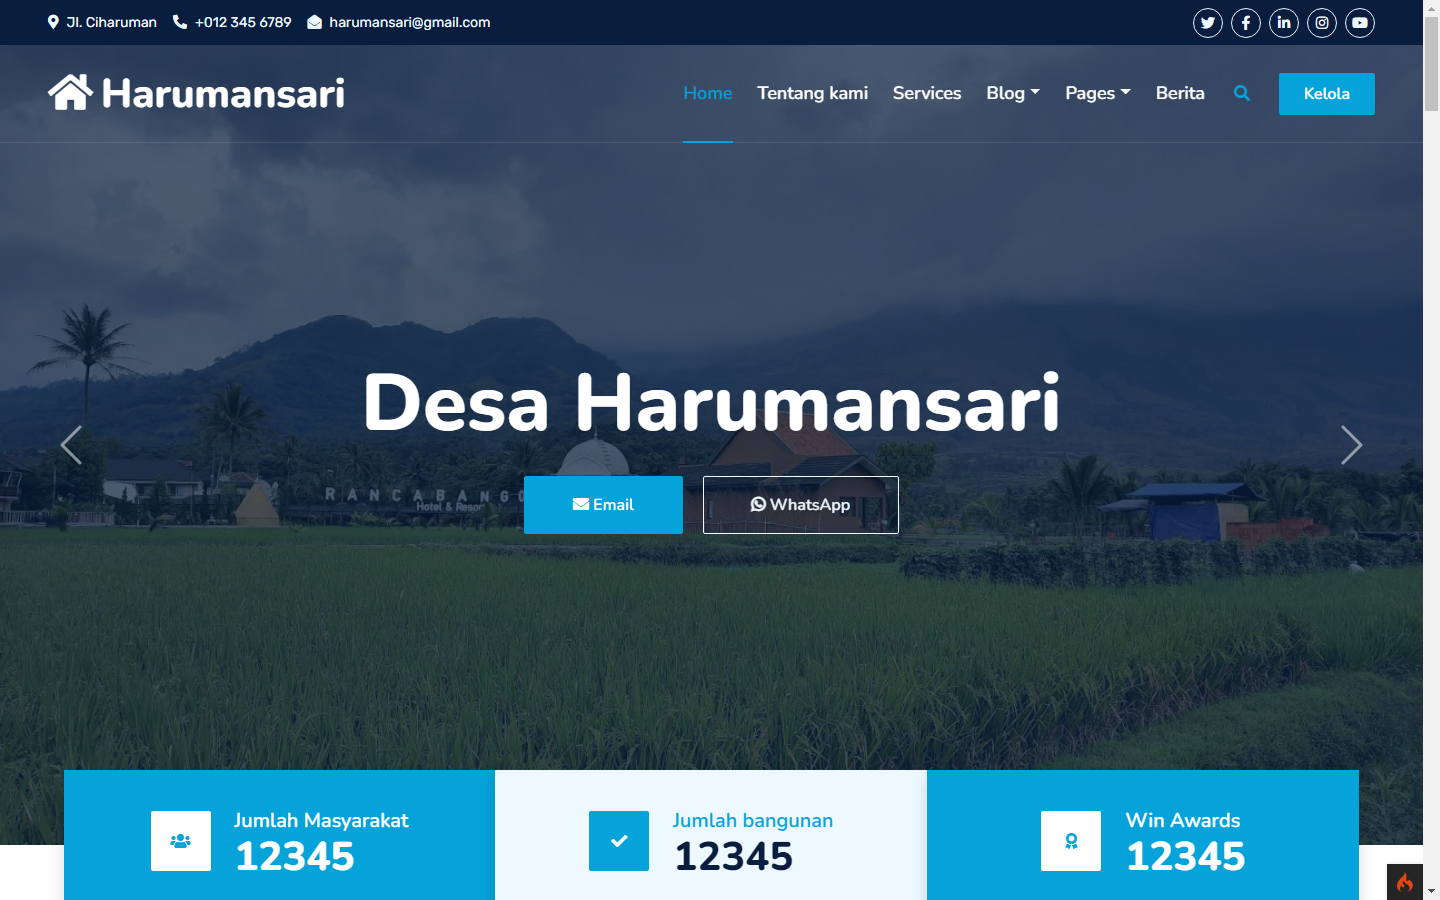 Jl. Ciharuman +012 345 6789 harumansari@gmail.com
Harumansari
Home Tentang kami Services Blog Pages Berita Kelola
Desa Harumansari
RANCABANGO
Hotel & Resort
Email WhatsApp
Jumlah Masyarakat
12345
Jumlah bangunan
12345
Win Awards
12345